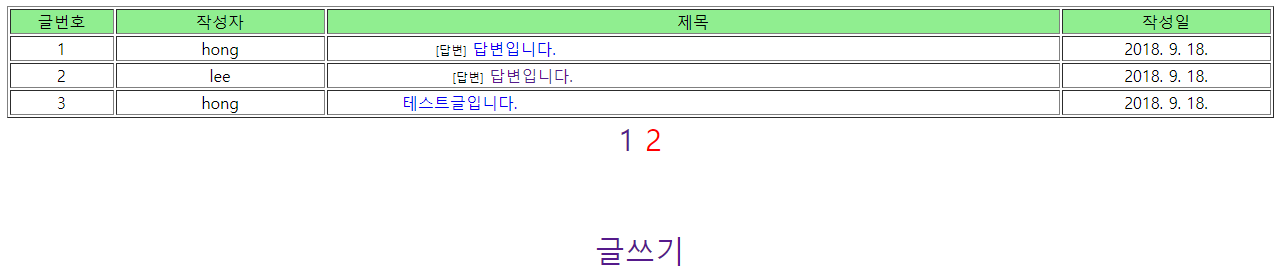 글번호 작성자 제목 작성일
1 hong [답변] 답변입니다. 2018. 9. 18.
2 lee [답변] 답변입니다. 2018. 9. 18.
3 hong 테스트글입니다. 2018. 9. 18.
1 2
글쓰기